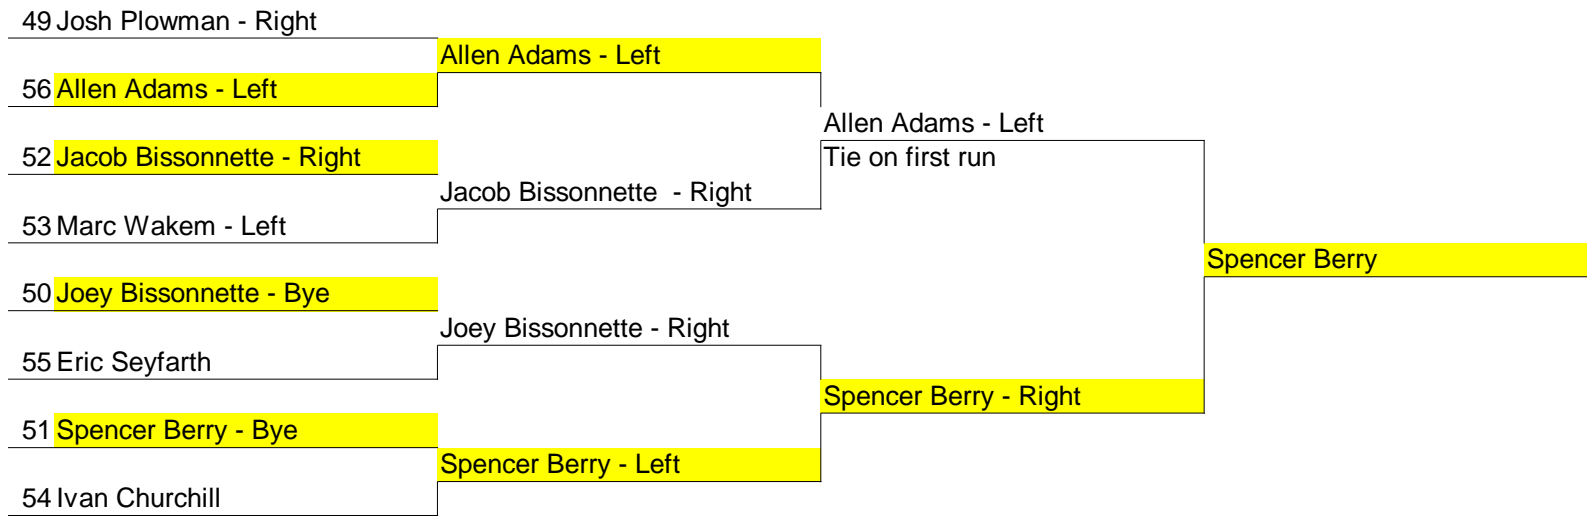 49 Josh Plowman - Right
Allen Adams - Left
56 Allen Adams - Left
Allen Adams - Left
52 Jacob Bissonnette - Right
Tie on first run
Jacob Bissonnette - Right
53 Marc Wakem - Left
Spencer Berry
50 Joey Bissonnette - Bye
Joey Bissonnette - Right
55 Eric Seyfarth
Spencer Berry - Right
51 Spencer Berry - Bye
Spencer Berry - Left
54 Ivan Churchill